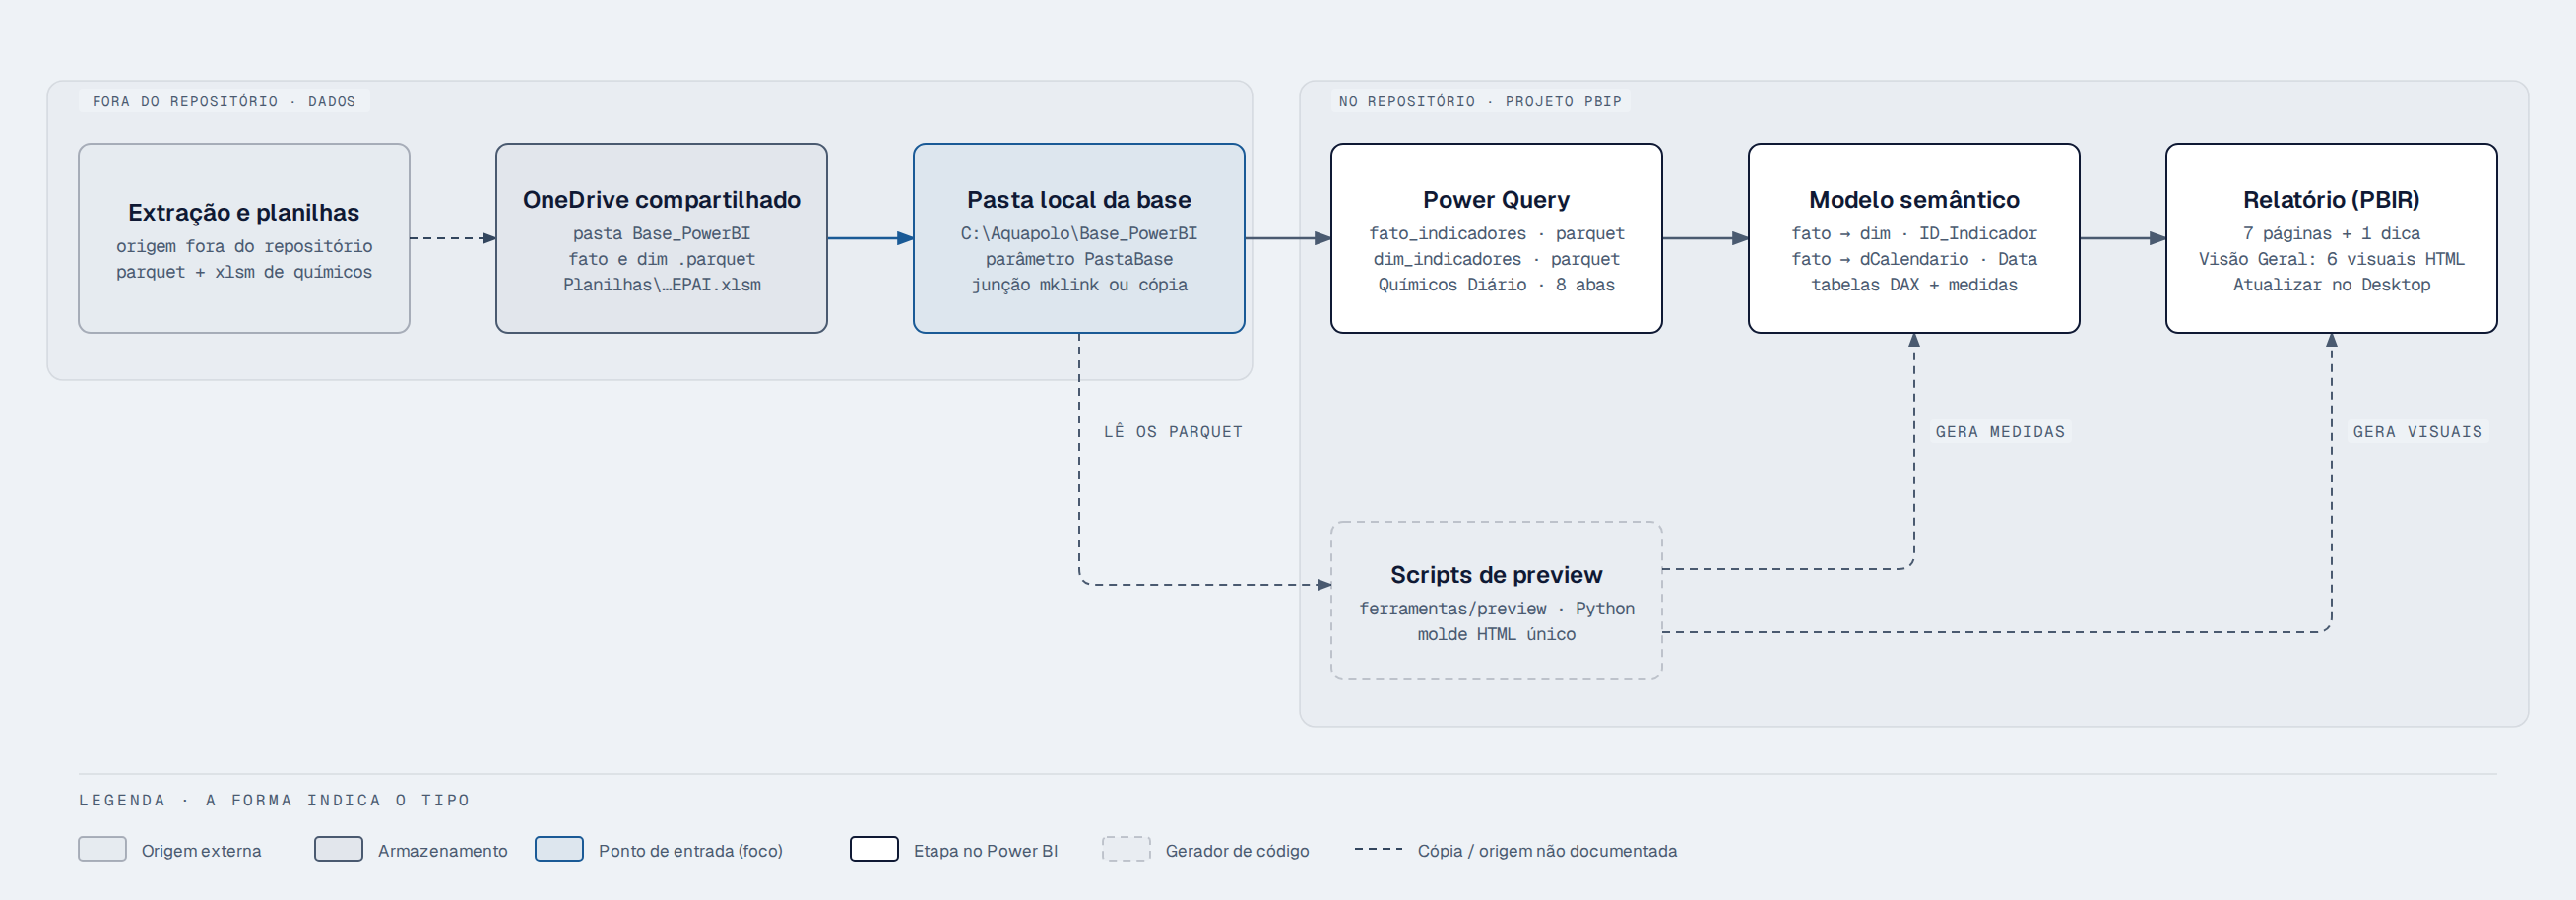 FORA DO REPOSITÓRIO · DADOS
NO REPOSITÓRIO · PROJETO PBIP
Extração e planilhas
origem fora do repositório
parquet + xlsm de químicos
OneDrive compartilhado
pasta Base_PowerBI
fato e dim .parquet
Planilhas\…EPAI.xlsm
Pasta local da base
C:\Aquapolo\Base_PowerBI
parâmetro PastaBase
junção mklink ou cópia
Power Query
fato_indicadores · parquet
dim_indicadores · parquet
Químicos Diário · 8 abas
Modelo semântico
fato → dim · ID_Indicador
fato → dCalendario · Data
tabelas DAX + medidas
Relatório (PBIR)
7 páginas + 1 dica
Visão Geral: 6 visuais HTML
Atualizar no Desktop
LÊ OS PARQUET
GERA MEDIDAS
GERA VISUAIS
Scripts de preview
ferramentas/preview · Python
molde HTML único
LEGENDA · A FORMA INDICA O TIPO
Origem externa
Armazenamento
Ponto de entrada (foco)
Etapa no Power BI
Gerador de código
Cópia / origem não documentada